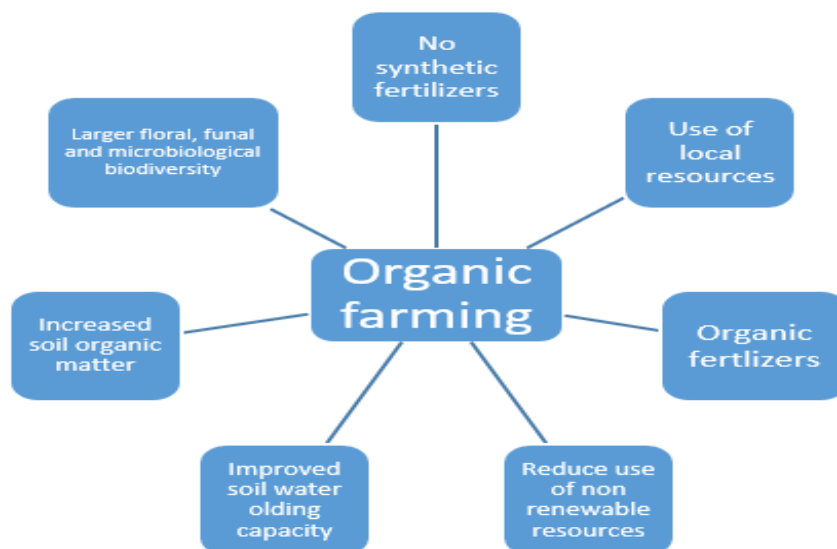 No
synthetic
fertilizers
Larger floral, funal
and microbiological
biodiversity
Use of
local
resources
Organic
farming
Increased
soil organic
matter
Organic
fertlizers
Improved
soil water
olding
capacity
Reduce use
of non
renewable
resources